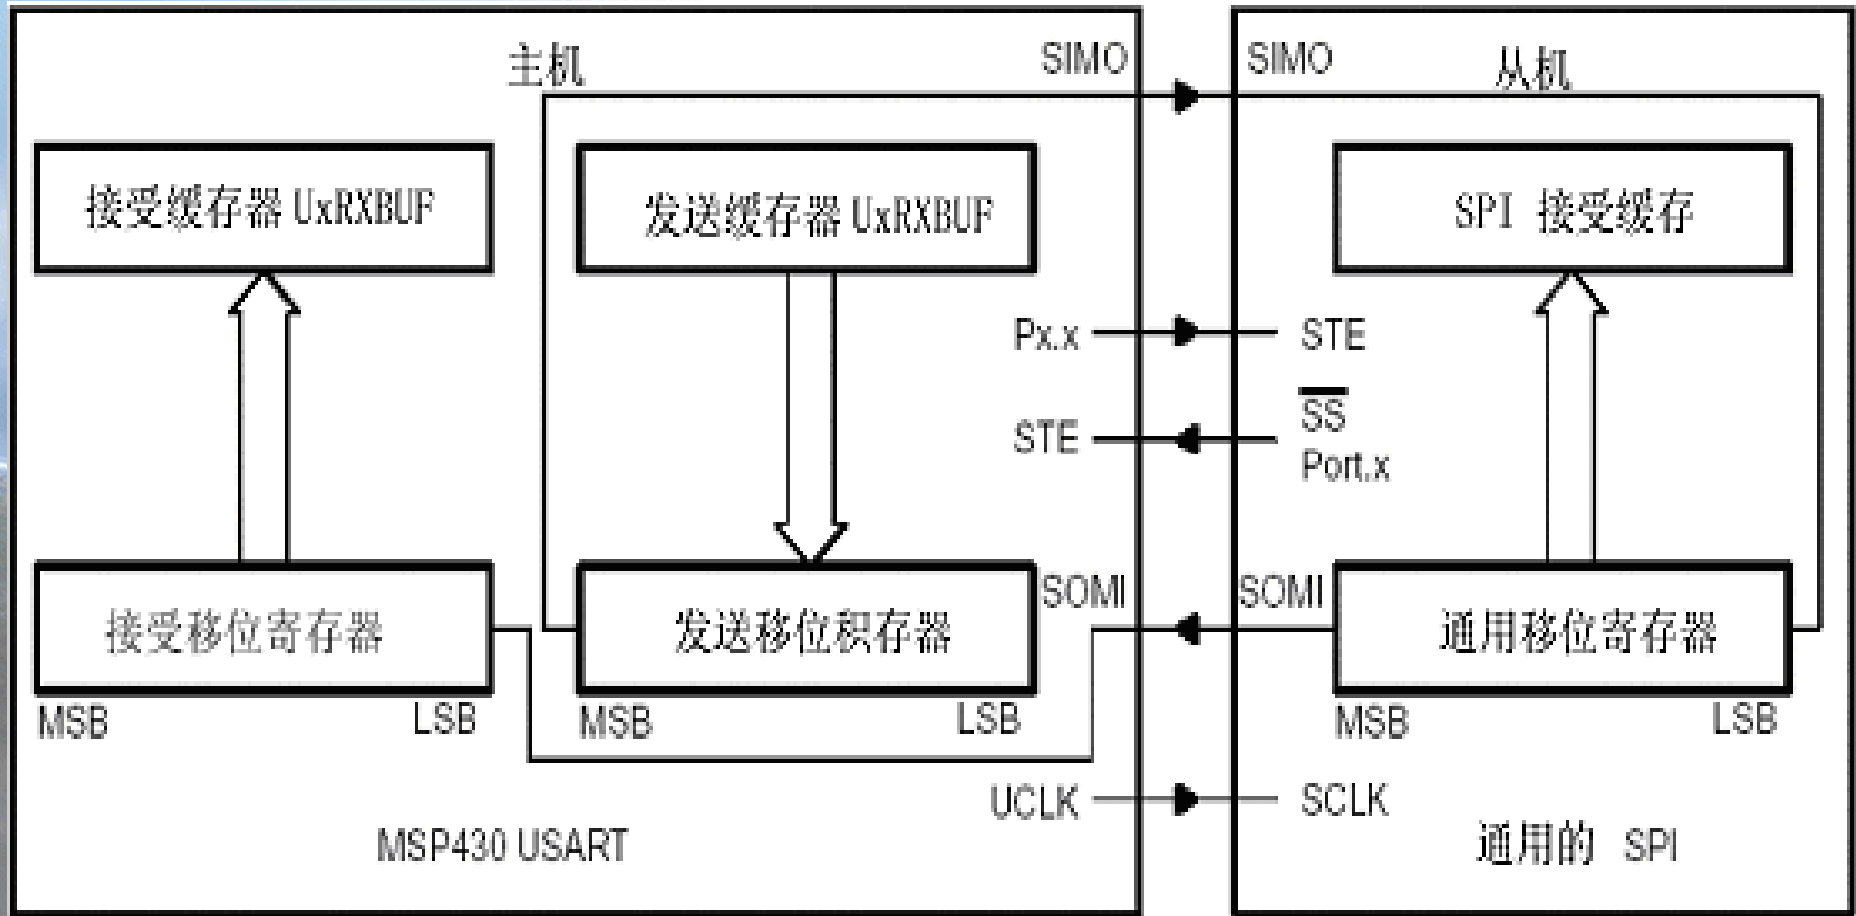 主机
SIMO
SIMO
从机
接受缓存器 UxRXBUF
发送缓存器 UxRXBUF
SPI 接受缓存
Px.x
STE
STE
SS
Port.x
接受移位寄存器
发送移位积存器
SOMI
SOMI
通用移位寄存器
MSB
LSB
MSB
LSB
MSB
LSB
UCLK
SCLK
MSP430 USART
通用的 SPI